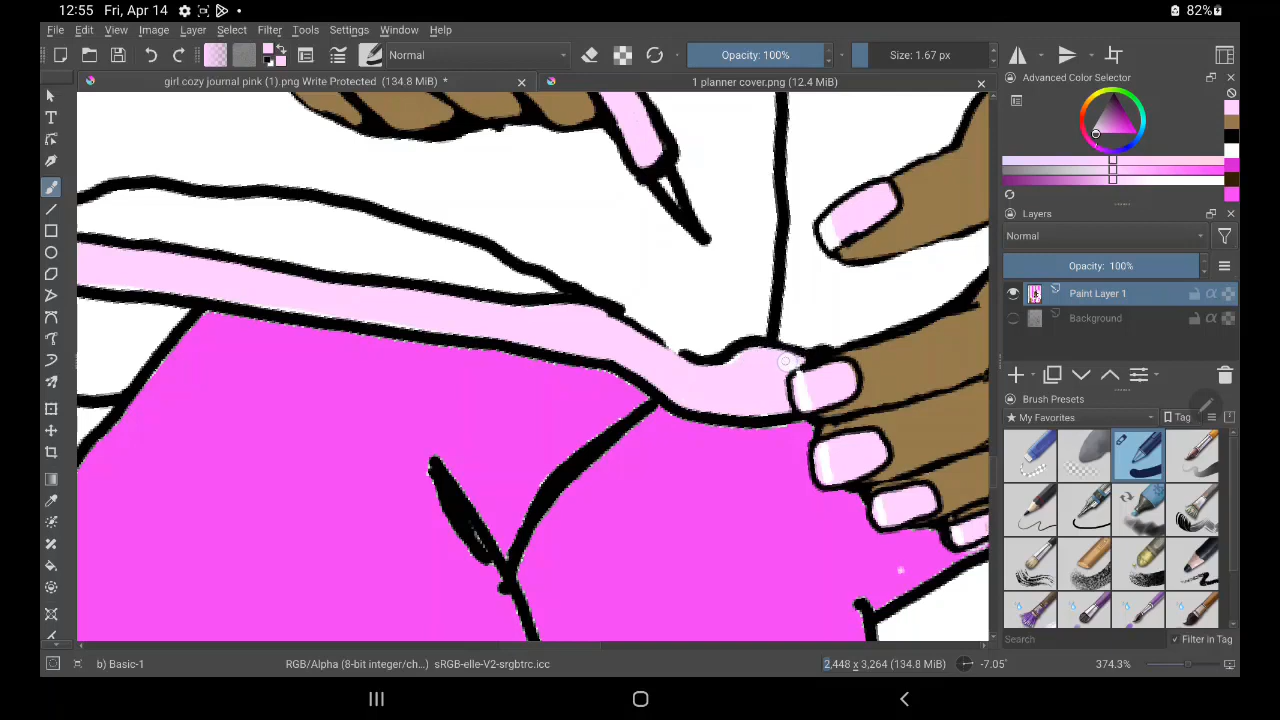 12:55 Fri, Apr 14
82%
File Edit View Image Layer Select Filter Tools Settings Window Help
Normal
Opacity: 100%
Size: 1.67 px
girl cozy journal pink (1).png Write Protected (134.8 MiB) *
1 planner cover.png (12.4 MiB)
Advanced Color Selector
Layers
Normal
Opacity: 100%
Paint Layer 1
Background
Brush Presets
My Favorites
Tag
Search
Filter in Tag
b) Basic-1
RGB/Alpha (8-bit integer/ch...) sRGB-elle-V2-srgbtrc.icc
2,448 x 3,264 (134.8 MiB)
-7.05°
374.3%